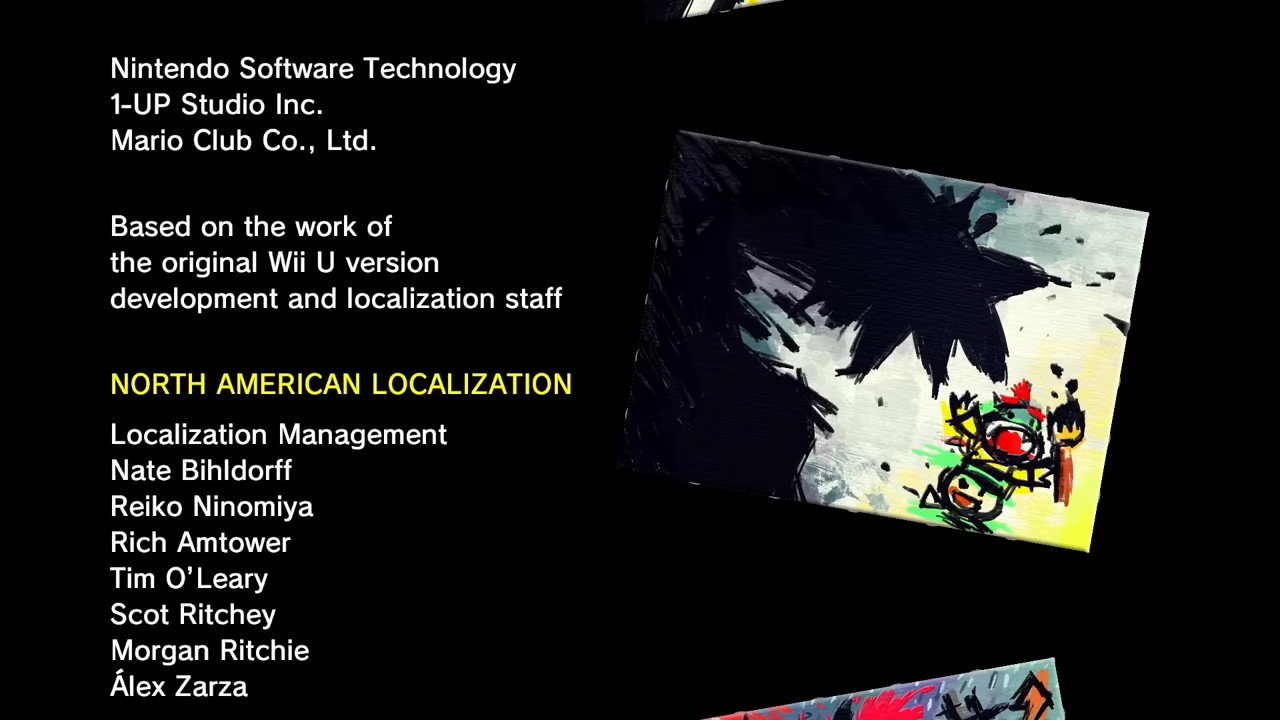 Nintendo Software Technology
1-UP Studio Inc.
Mario Club Co., Ltd.
Based on the work of
the original Wii U version
development and localization staff
NORTH AMERICAN LOCALIZATION
Localization Management
Nate Bihldorff
Reiko Ninomiya
Rich Amtower
Tim O’Leary
Scot Ritchey
Morgan Ritchie
Álex Zarza